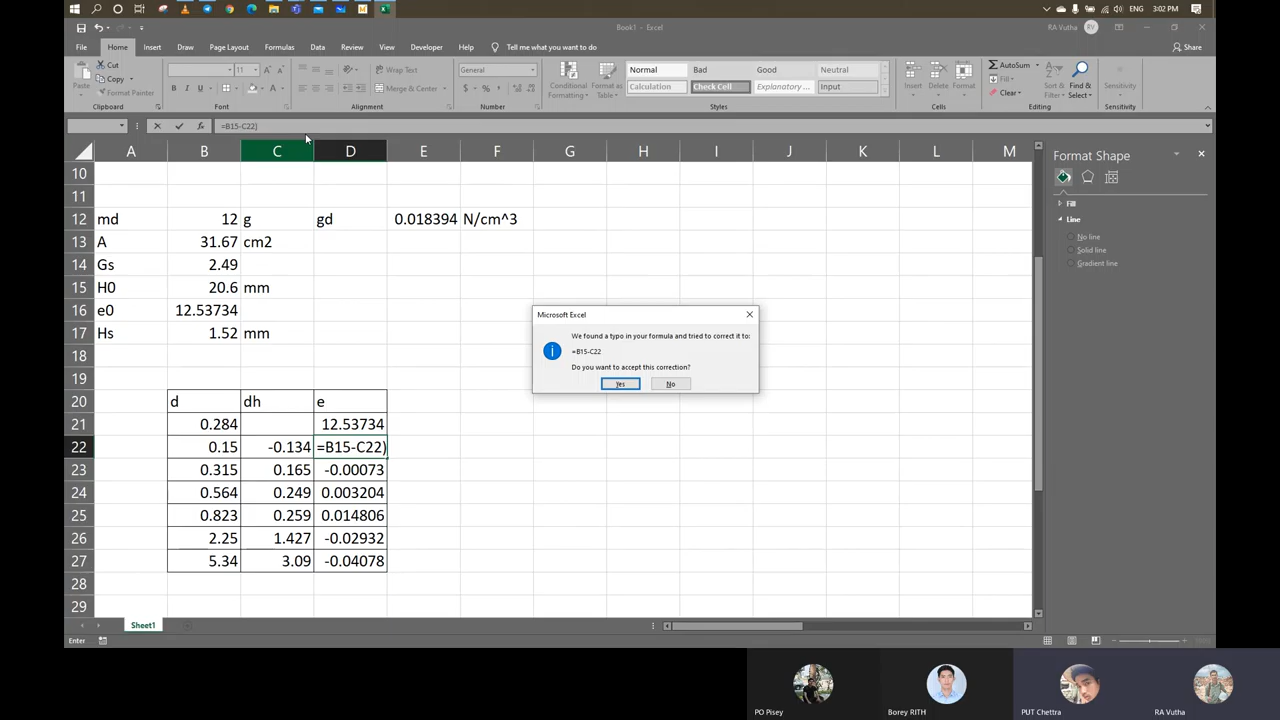 3:02 PM
Book1 - Excel
RA Vutha
RV
File Home Insert Draw Page Layout Formulas Data Review View Developer Help Tell me what you want to do Share
Cut
Copy
Format Painter
Paste
11
Wrap Text
Merge & Center
General
Conditional Formatting
Format as Table
Normal Bad Good Neutral
Calculation Check Cell Explanatory ... Input
Insert Delete Format
AutoSum
Fill
Clear
Sort & Filter
Find & Select
Sensitivity
Clipboard Font Alignment Number Styles Cells Editing Sensitivity
fx =B15-C22)
A B C D E F G H I J K L M
10
11
12 md 12 g gd 0.018394 N/cm^3
13 A 31.67 cm2
14 Gs 2.49
15 H0 20.6 mm
16 e0 12.53734
17 Hs 1.52 mm
18
19
20 d dh e
21 0.284 12.53734
22 0.15 -0.134 =B15-C22)
23 0.315 0.165 -0.00073
24 0.564 0.249 0.003204
25 0.823 0.259 0.014806
26 2.25 1.427 -0.02932
27 5.34 3.09 -0.04078
28
29
Microsoft Excel
We found a typo in your formula and tried to correct it to:
=B15-C22
Do you want to accept this correction?
Yes No
Format Shape
Fill
Line
No line
Solid line
Gradient line
Sheet1
Enter
PO Pisey Borey RITH PUT Chettra RA Vutha